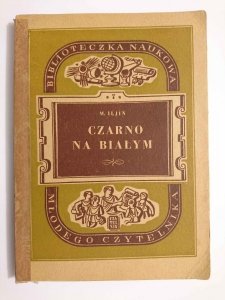 BIBLIOTECZKA NAUKOWA
M. ILJIN
CZARNO
NA BIAŁYM
MŁODEGO CZYTELNIKA